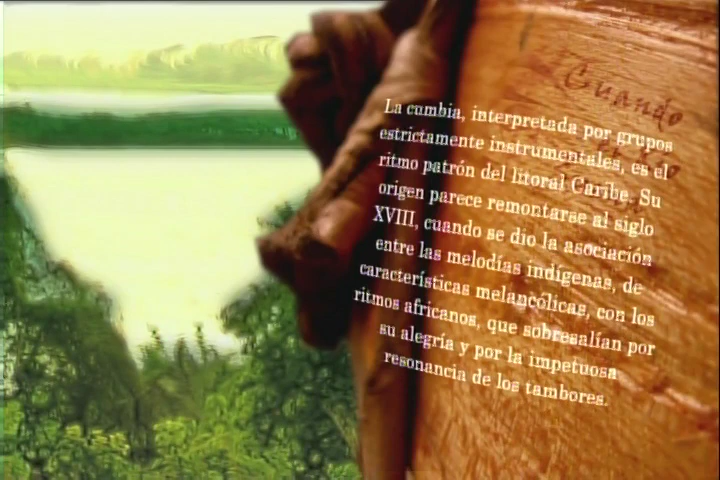 Cuando
La cumbia, interpretada por grupos
estrictamente instrumentales, es el
ritmo patrón del litoral Caribe. Su
origen parece remontarse al siglo
XVIII, cuando se dio la asociación
entre las melodías indígenas, de
características melancólicas, con los
ritmos africanos, que sobresalían por
su alegría y por la impetuosa
resonancia de los tambores.